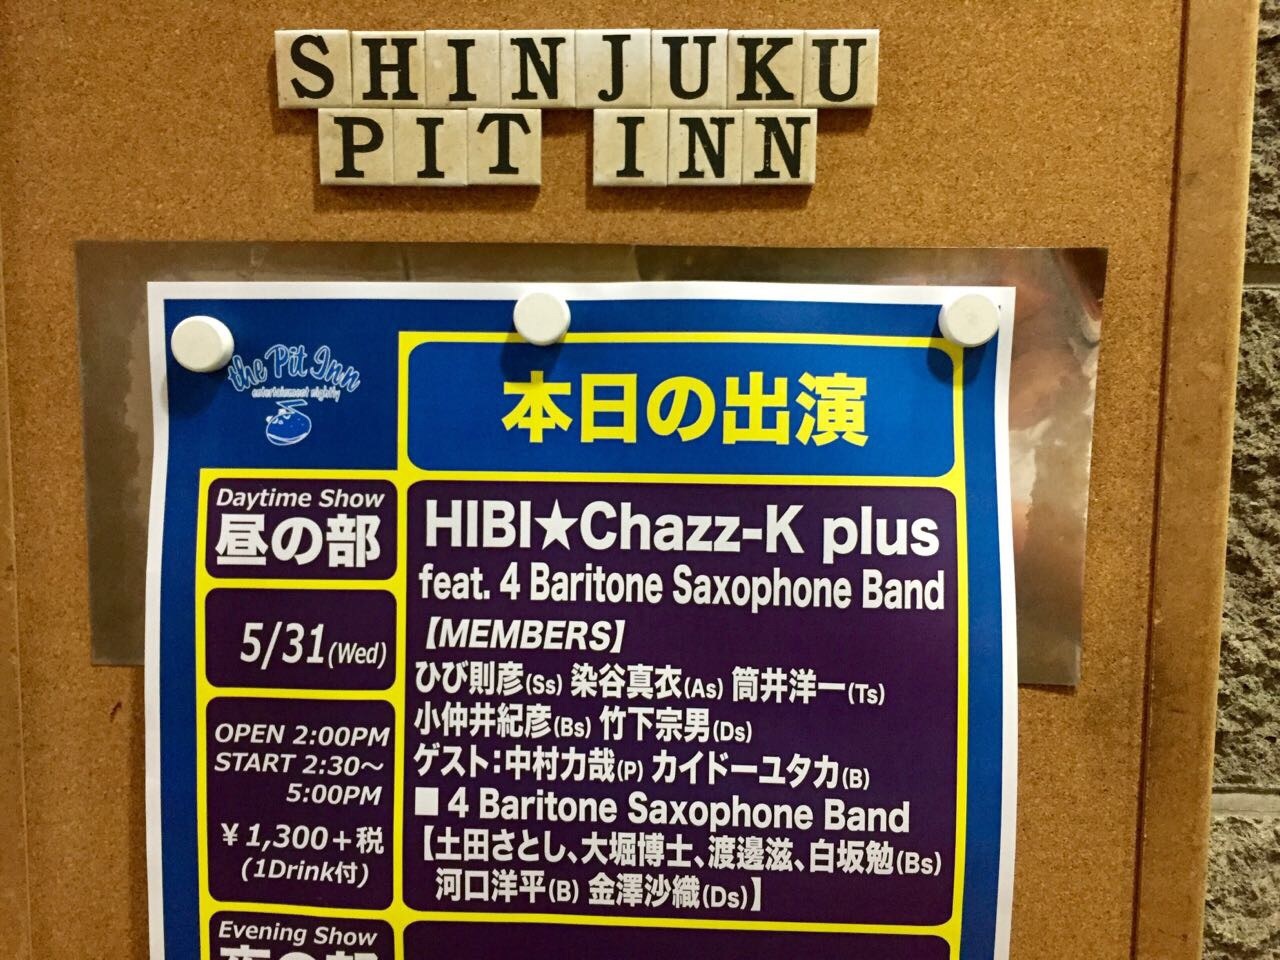 SHINJUKU
PIT INN
the Pit Inn
entertainment nightly
本日の出演
Daytime Show
昼の部
5/31(Wed)
OPEN 2:00PM
START 2:30〜
5:00PM
¥1,300+税
(1Drink付)
HIBI★Chazz-K plus
feat. 4 Baritone Saxophone Band
【MEMBERS】
ひび則彦(Ss) 染谷真衣(As) 筒井洋一(Ts)
小仲井紀彦(Bs) 竹下宗男(Ds)
ゲスト：中村力哉(P) カイドーユタカ(B)
■4 Baritone Saxophone Band
【土田さとし、大堀博士、渡邊滋、白坂勉(Bs)
河口洋平(B) 金澤沙織(Ds)】
Evening Show
夜の部